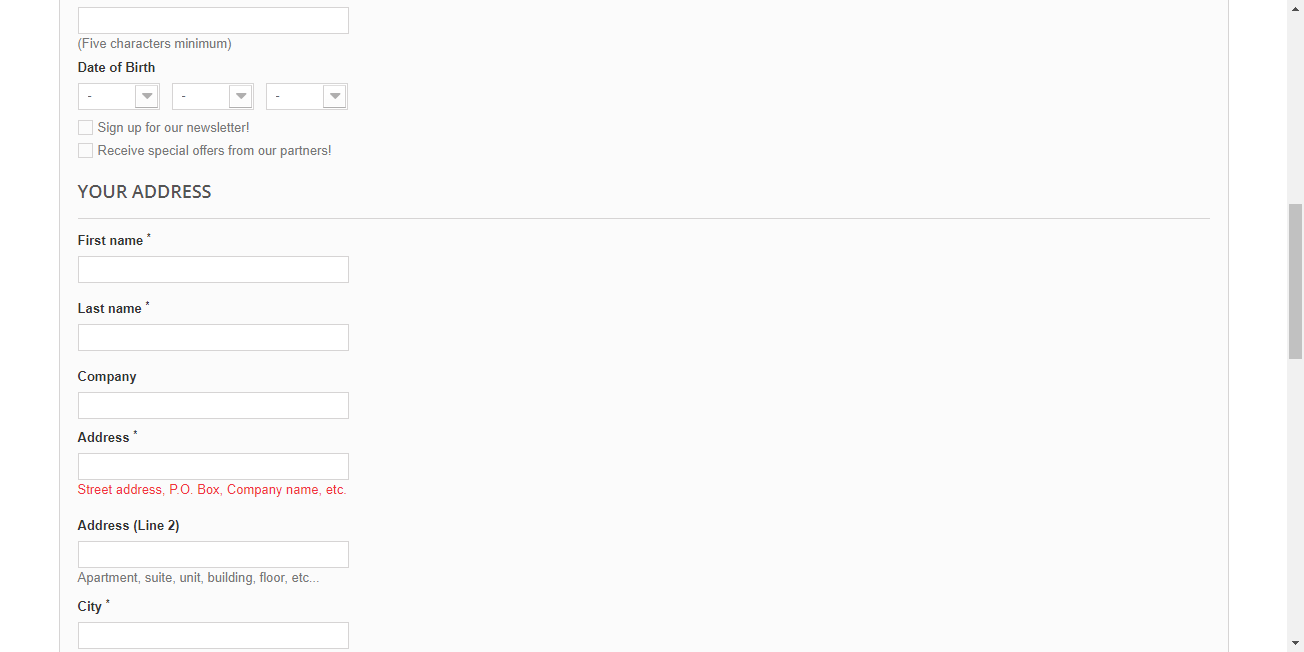 (Five characters minimum)
Date of Birth
- - -
Sign up for our newsletter!
Receive special offers from our partners!
YOUR ADDRESS
First name *
Last name *
Company
Address *
Street address, P.O. Box, Company name, etc.
Address (Line 2)
Apartment, suite, unit, building, floor, etc...
City *